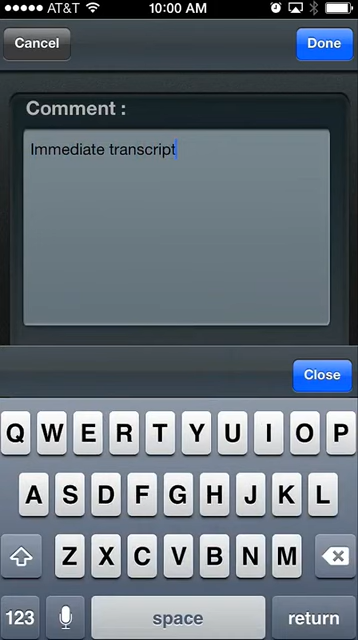 AT&T 10:00 AM
Cancel Done
Comment :
Immediate transcript
Close
Q W E R T Y U I O P
A S D F G H J K L
Z X C V B N M
123 space return